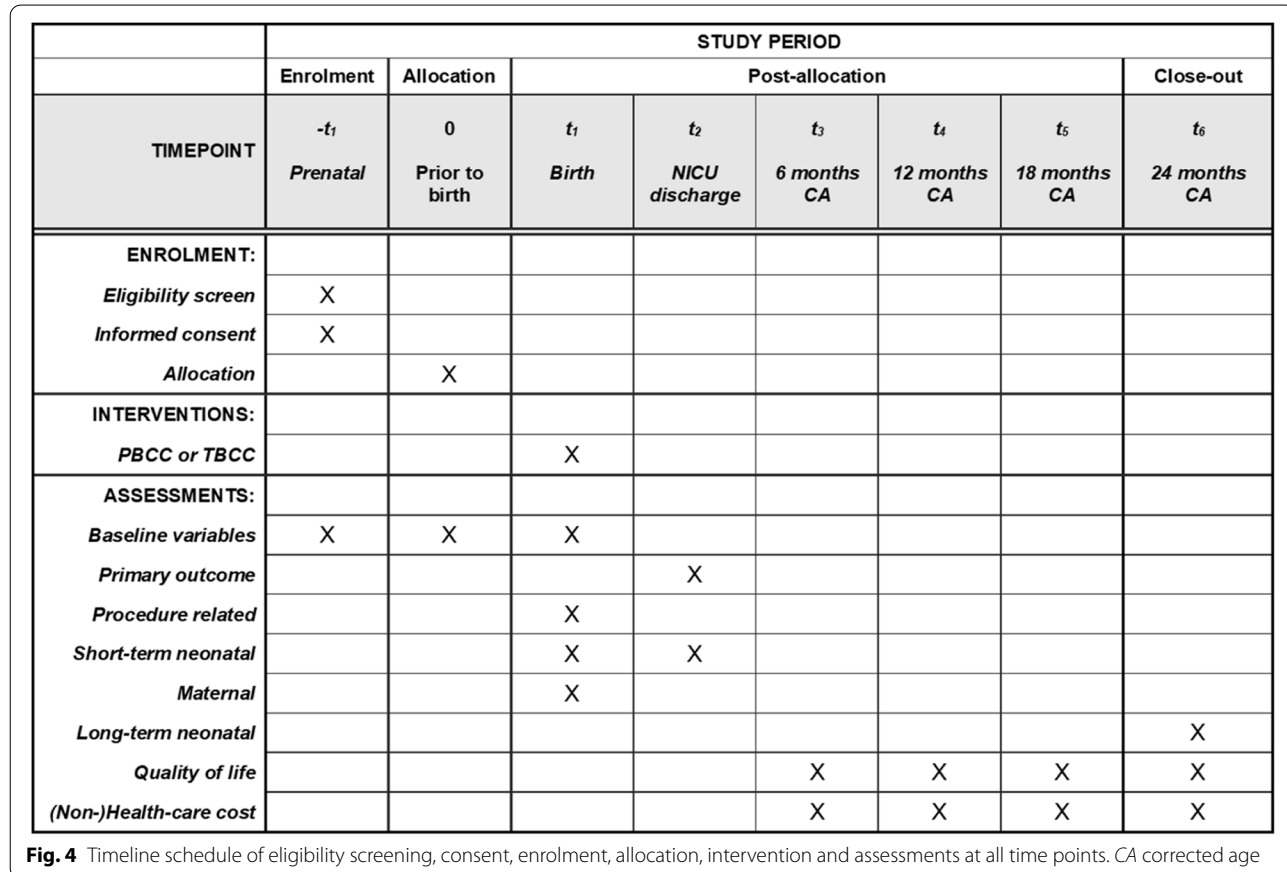 STUDY PERIOD
Enrolment Allocation Post-allocation Close-out
TIMEPOINT
-t₁ 0 t₁ t₂ t₃ t₄ t₅ t₆
Prenatal Prior to birth Birth NICU discharge 6 months CA 12 months CA 18 months CA 24 months CA
ENROLMENT:
Eligibility screen X
Informed consent X
Allocation X
INTERVENTIONS:
PBCC or TBCC X
ASSESSMENTS:
Baseline variables X X X
Primary outcome X
Procedure related X
Short-term neonatal X X
Maternal X
Long-term neonatal X
Quality of life X X X X
(Non-)Health-care cost X X X X
Fig. 4 Timeline schedule of eligibility screening, consent, enrolment, allocation, intervention and assessments at all time points. CA corrected age